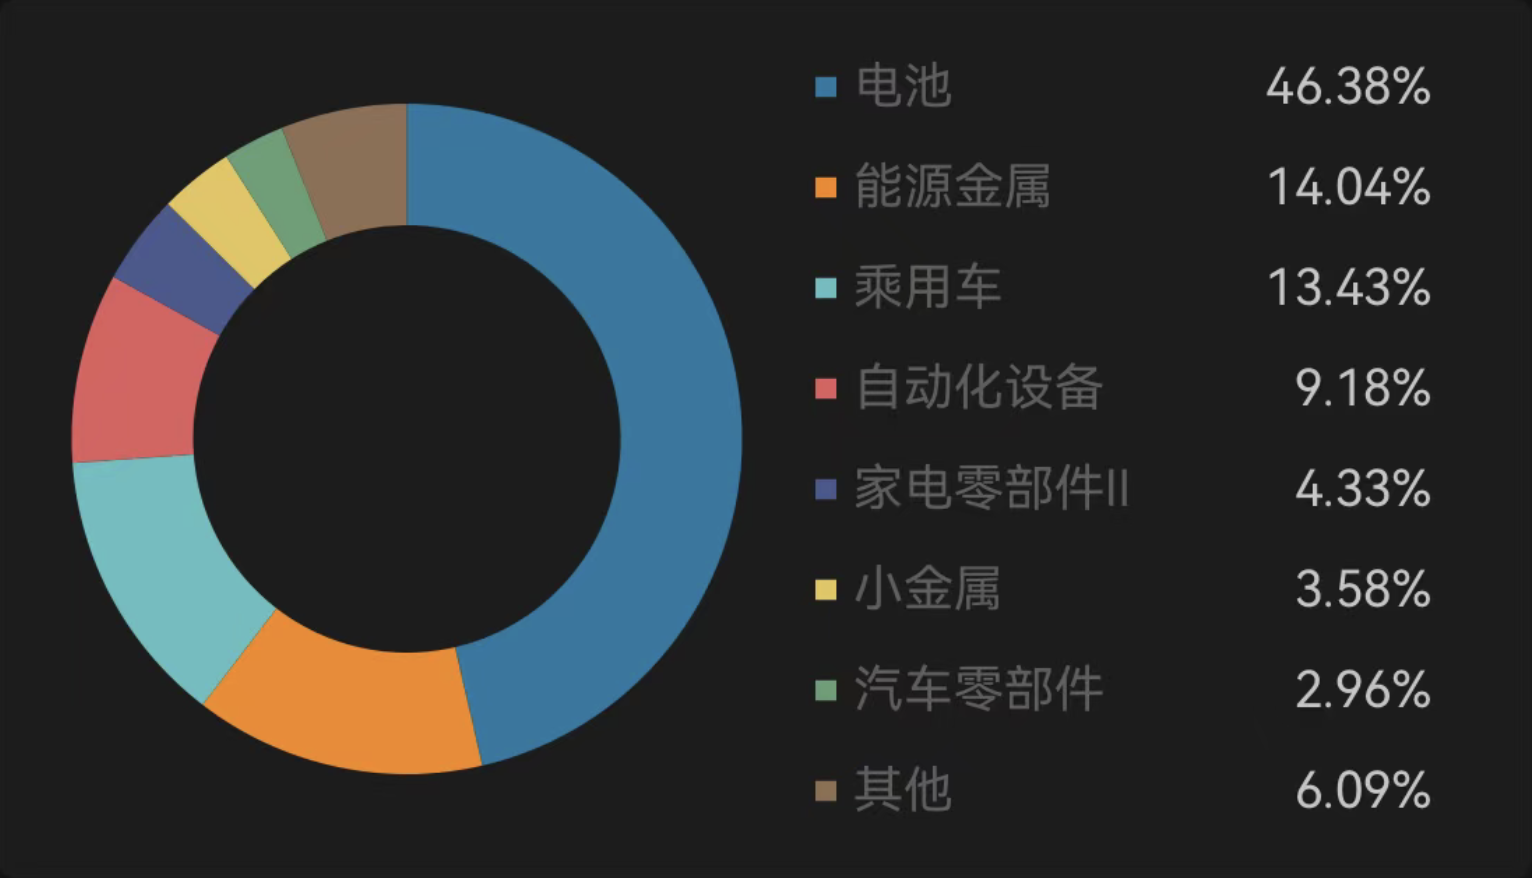 电池 46.38%
能源金属 14.04%
乘用车 13.43%
自动化设备 9.18%
家电零部件II 4.33%
小金属 3.58%
汽车零部件 2.96%
其他 6.09%